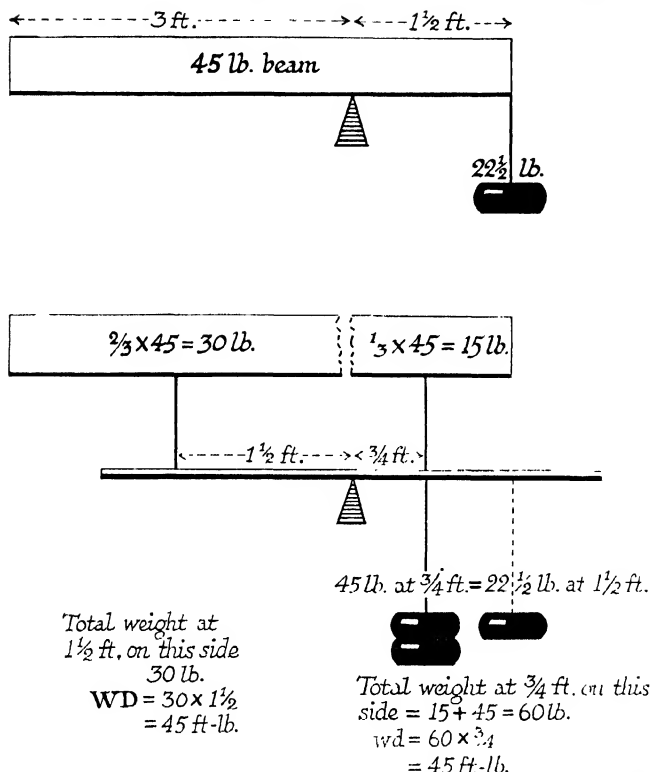 3 ft. 1½ ft.
45 lb. beam
22½ lb.
⅔ × 45 = 30 lb. ⅓ × 45 = 15 lb.
1½ ft. ¾ ft.
45 lb. at ¾ ft. = 22½ lb. at 1½ ft.
Total weight at
1½ ft. on this side
30 lb.
WD = 30 × 1½
= 45 ft-lb.
Total weight at ¾ ft. on this
side = 15 + 45 = 60 lb.
wd = 60 × ¾
= 45 ft-lb.